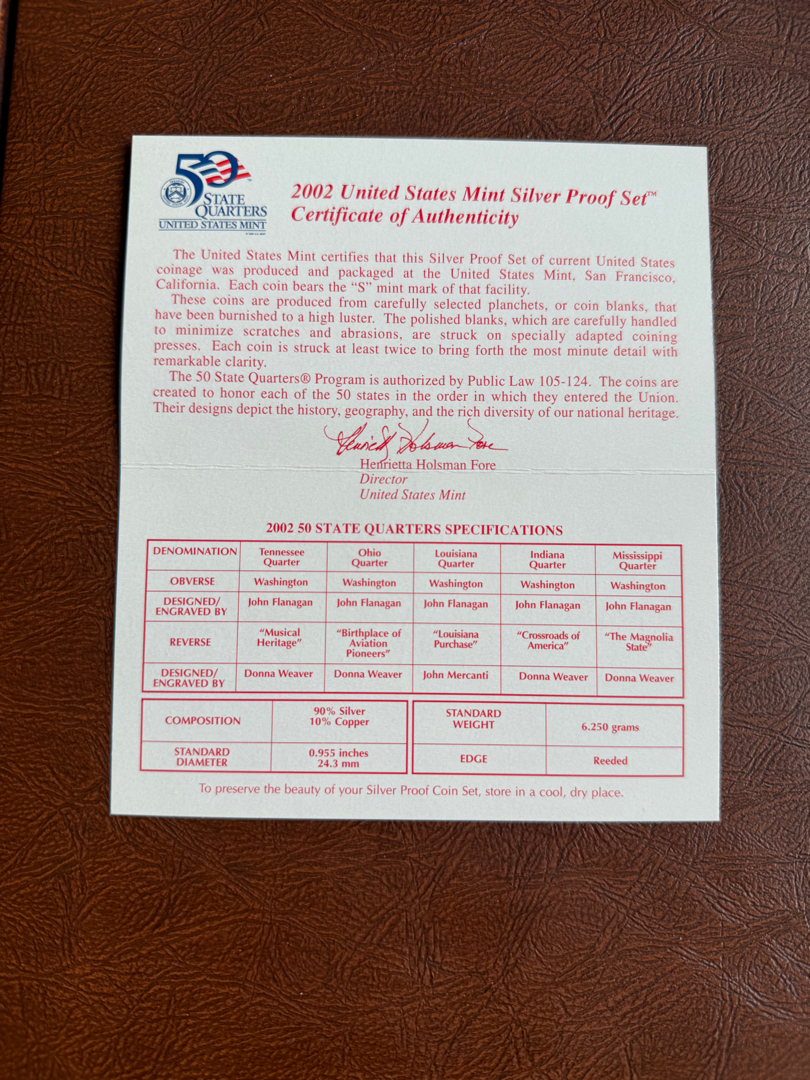 50
STATE
QUARTERS
UNITED STATES MINT
2002 United States Mint Silver Proof Set™
Certificate of Authenticity
The United States Mint certifies that this Silver Proof Set of current United States
coinage was produced and packaged at the United States Mint, San Francisco,
California. Each coin bears the “S” mint mark of that facility.
These coins are produced from carefully selected planchets, or coin blanks, that
have been burnished to a high luster. The polished blanks, which are carefully handled
to minimize scratches and abrasions, are struck on specially adapted coining
presses. Each coin is struck at least twice to bring forth the most minute detail with
remarkable clarity.
The 50 State Quarters® Program is authorized by Public Law 105-124. The coins are
created to honor each of the 50 states in the order in which they entered the Union.
Their designs depict the history, geography, and the rich diversity of our national heritage.
Henrietta Holsman Fore
Henrietta Holsman Fore
Director
United States Mint
2002 50 STATE QUARTERS SPECIFICATIONS
DENOMINATION Tennessee Quarter Ohio Quarter Louisiana Quarter Indiana Quarter Mississippi Quarter
OBVERSE Washington Washington Washington Washington Washington
DESIGNED/ ENGRAVED BY John Flanagan John Flanagan John Flanagan John Flanagan John Flanagan
REVERSE “Musical Heritage” “Birthplace of Aviation Pioneers” “Louisiana Purchase” “Crossroads of America” “The Magnolia State”
DESIGNED/ ENGRAVED BY Donna Weaver Donna Weaver John Mercanti Donna Weaver Donna Weaver
COMPOSITION 90% Silver 10% Copper
STANDARD DIAMETER 0.955 inches 24.3 mm
STANDARD WEIGHT 6.250 grams
EDGE Reeded
To preserve the beauty of your Silver Proof Coin Set, store in a cool, dry place.